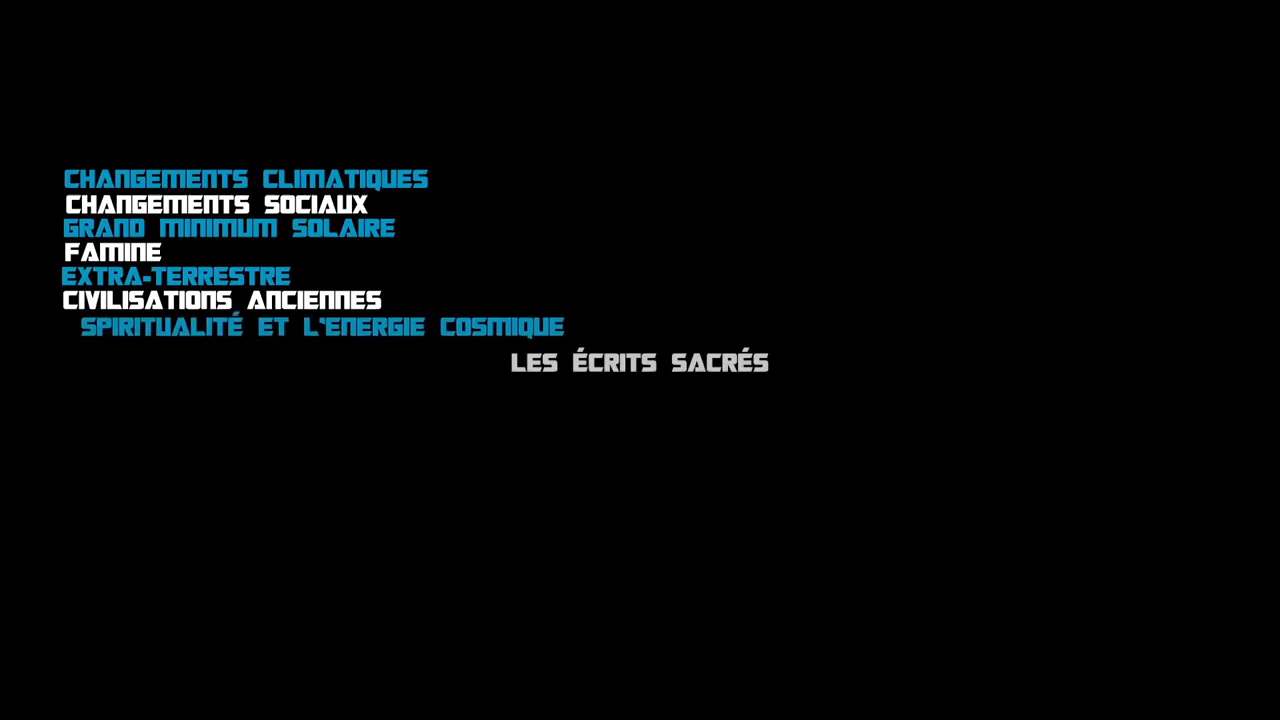 CHANGEMENTS CLIMATIQUES
CHANGEMENTS SOCIAUX
GRAND MINIMUM SOLAIRE
FAMINE
EXTRA-TERRESTRE
CIVILISATIONS ANCIENNES
SPIRITUALITÉ ET L'ENERGIE COSMIQUE
LES ÉCRITS SACRÉS